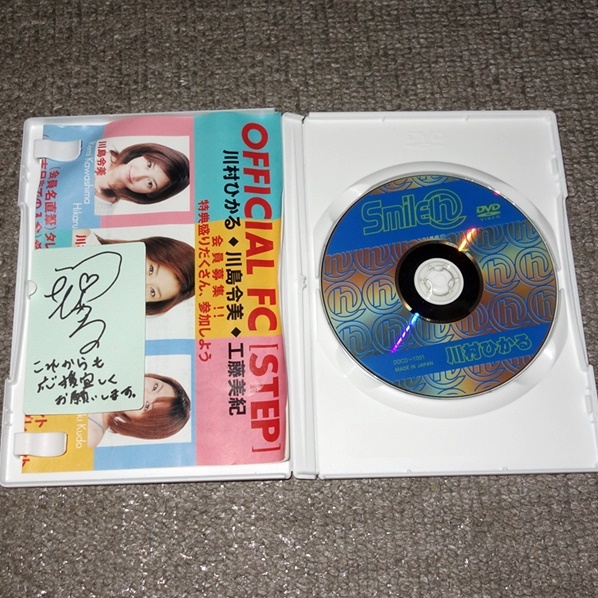 OFFICIAL FC [STEP]
川村ひかる◆川島令美◆工藤美紀
会員募集!!
特典盛りだくさん、参加しよう
川島令美
Kawashima
Hikaru
Kudo
これからも
応援宜しく
お願いします。
DVD
Smile@h
DVD
VIDEO
川村ひかる
MADE IN JAPAN